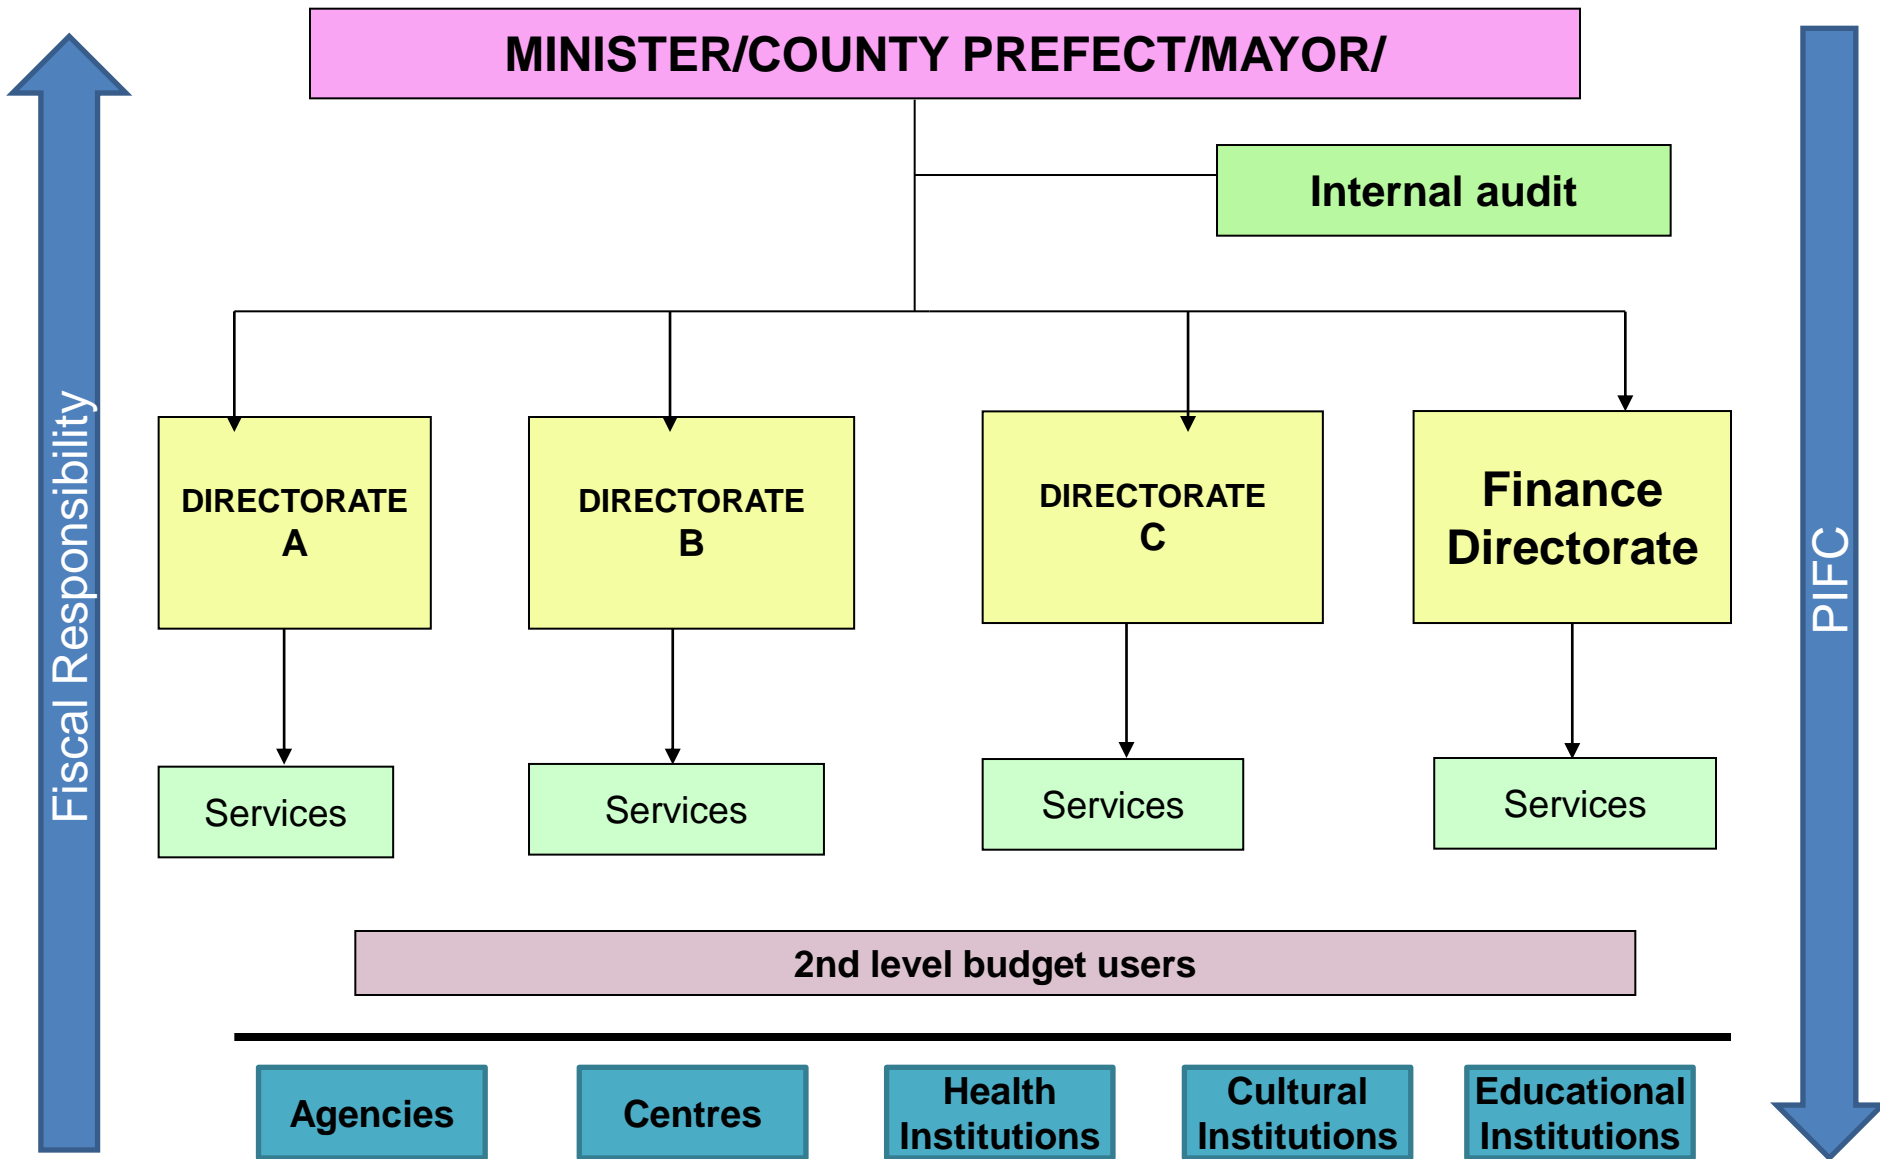 MINISTER/COUNTY PREFECT/MAYOR/
Internal audit
Fiscal Responsibility
PIFC
DIRECTORATE
A
DIRECTORATE
B
DIRECTORATE
C
Finance
Directorate
Services
Services
Services
Services
2nd level budget users
Agencies
Centres
Health
Institutions
Cultural
Institutions
Educational
Institutions